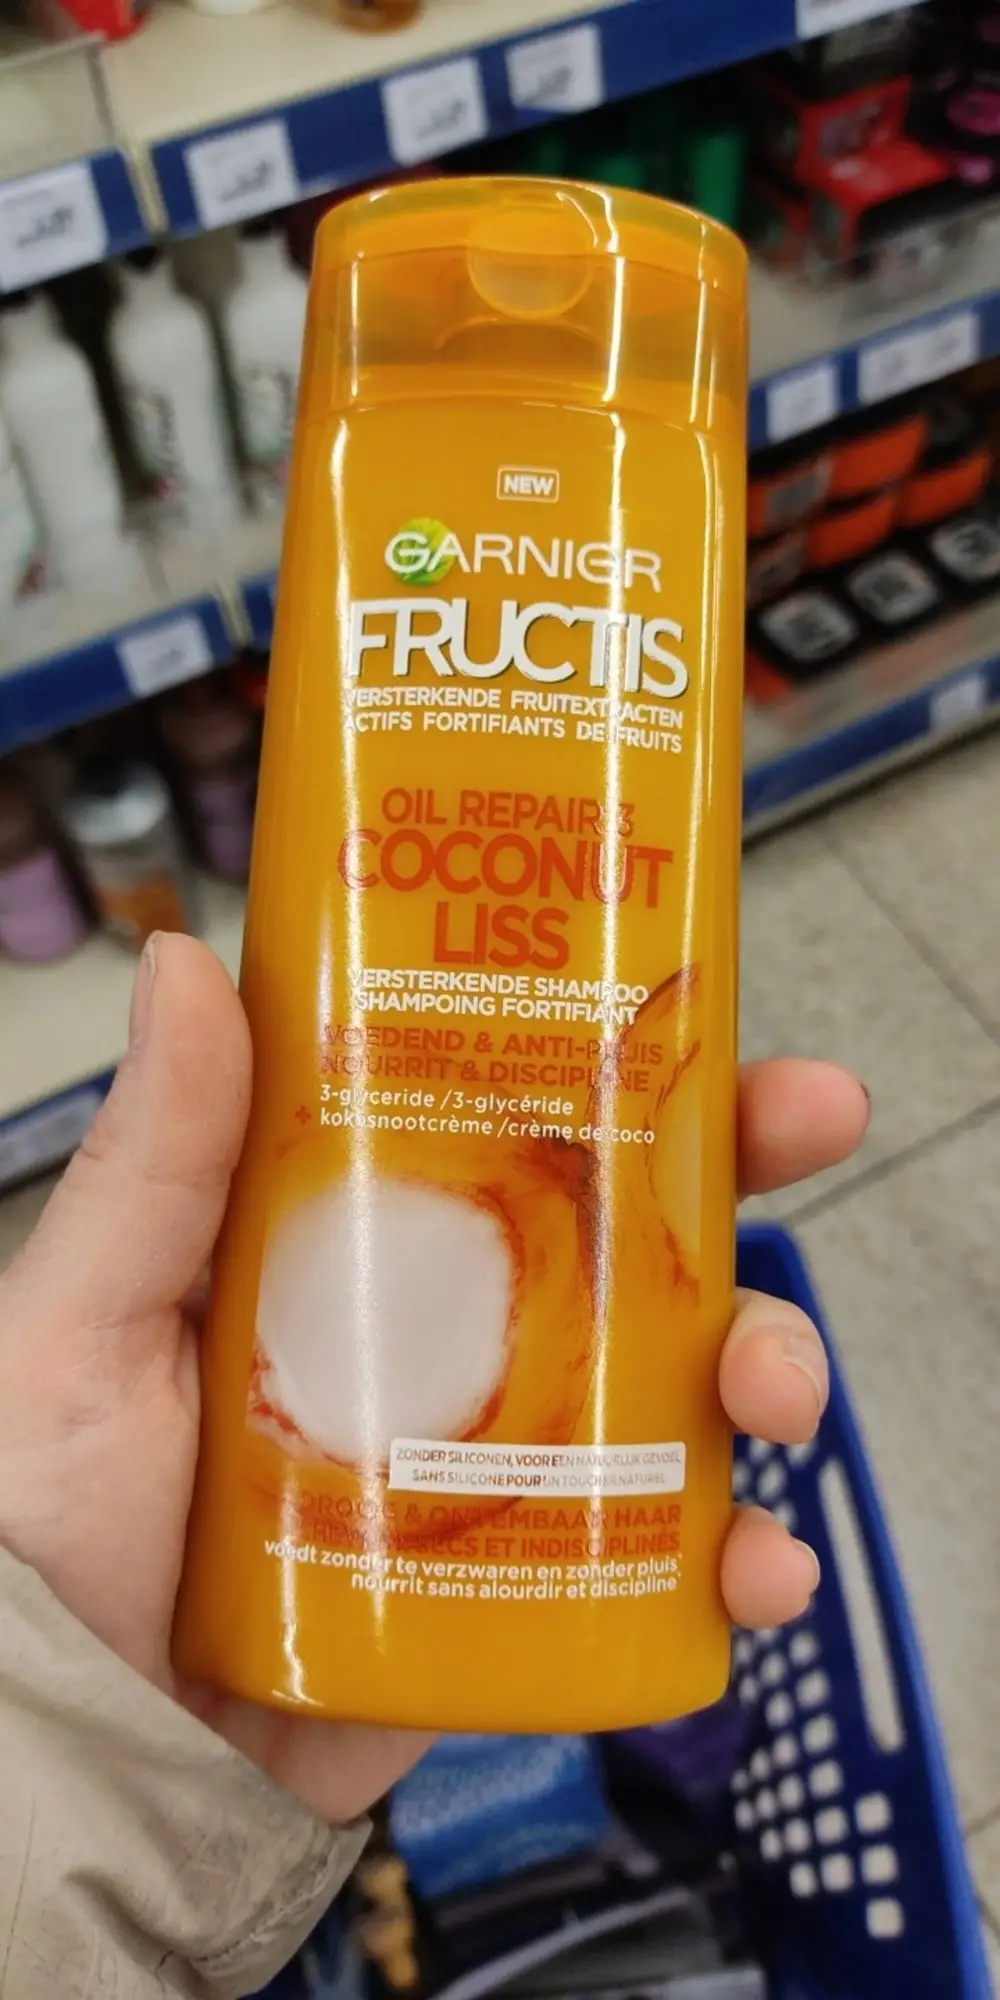 NEW
GARNIER
FRUCTIS
VERSTERKENDE FRUITEXTRACTEN
ACTIFS FORTIFIANTS DE FRUITS
OIL REPAIR 3
COCONUT
LISS
VERSTERKENDE SHAMPOO
SHAMPOING FORTIFIANT
VOEDEND & ANTI-PLUIS
NOURRIT & DISCIPLINE
3-glyceride /3-glycéride
+ kokosnootcrème /crème de coco
ZONDER SILICONEN, VOOR EEN NATUURLIJK GEVOEL
SANS SILICONE POUR UN TOUCHER NATUREL
DROOG & ONTEMBAAR HAAR
CHEVEUX SECS ET INDISCIPLINÉS
voedt zonder te verzwaren en zonder pluis
nourrit sans alourdir et discipline